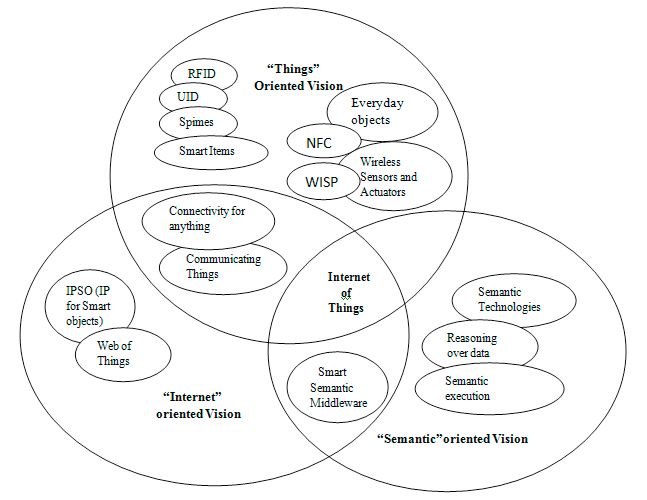 “Things”
Oriented Vision
RFID
UID
Spimes
Smart Items
Everyday
objects
NFC
Wireless
Sensors and
Actuators
WISP
Connectivity for
anything
Communicating
Things
Internet
of
Things
IPSO (IP
for Smart
objects)
Web of
Things
“Internet”
oriented Vision
Smart
Semantic
Middleware
Semantic
Technologies
Reasoning
over data
Semantic
execution
“Semantic”oriented Vision